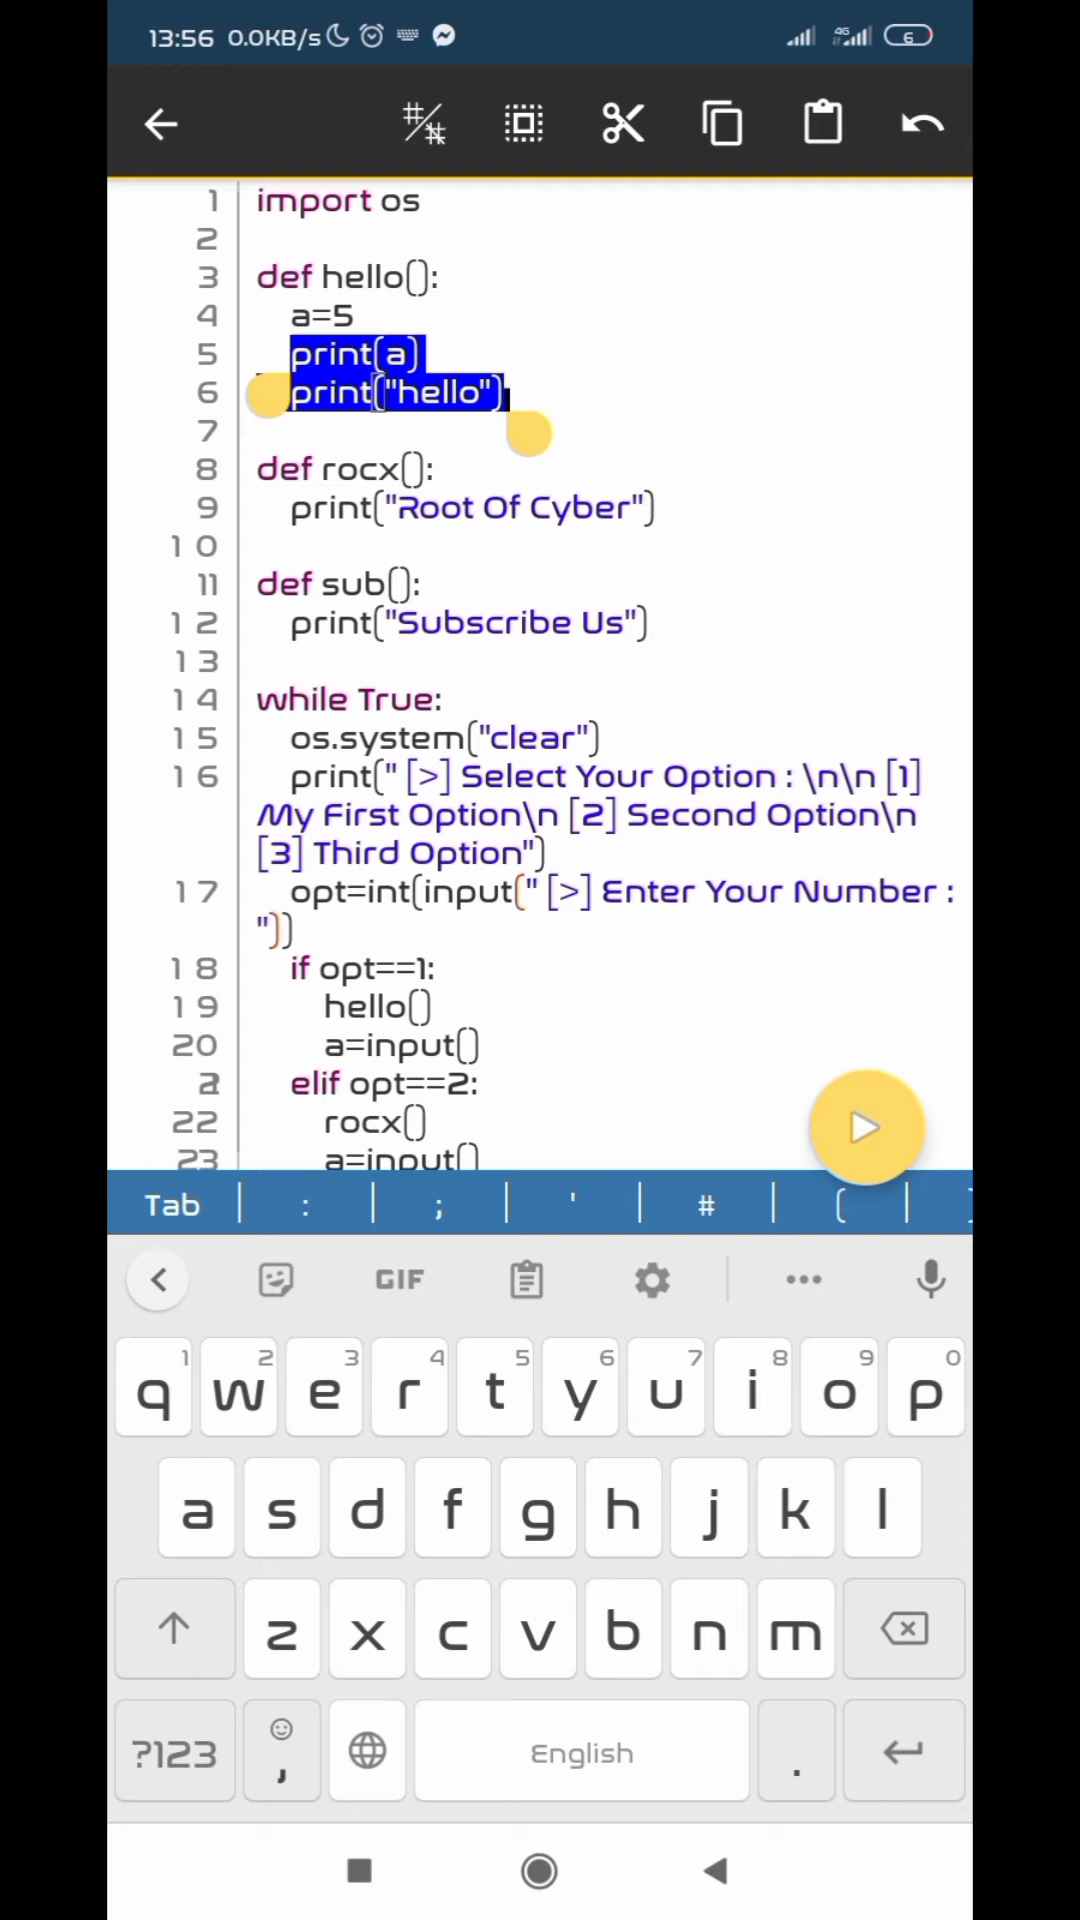 13:56 0.0KB/s 4G 6
1 import os
2
3 def hello():
4 a=5
5 print(a)
6 print("hello")
7
8 def rocx():
9 print("Root Of Cyber")
10
11 def sub():
12 print("Subscribe Us")
13
14 while True:
15 os.system("clear")
16 print(" [>] Select Your Option : \n\n [1]
My First Option\n [2] Second Option\n
[3] Third Option")
17 opt=int(input(" [>] Enter Your Number :
"))
18 if opt==1:
19 hello()
20 a=input()
21 elif opt==2:
22 rocx()
23 a=input()
Tab : ; ' # (
GIF
1 2 3 4 5 6 7 8 9 0
q w e r t y u i o p
a s d f g h j k l
z x c v b n m
?123 , English .